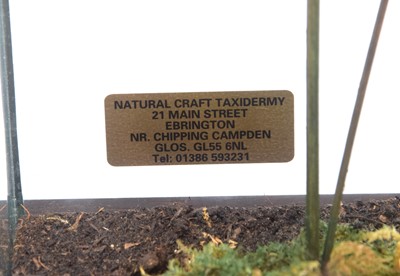 NATURAL CRAFT TAXIDERMY
21 MAIN STREET
EBRINGTON
NR. CHIPPING CAMPDEN
GLOS. GL55 6NL
Tel: 01386 593231